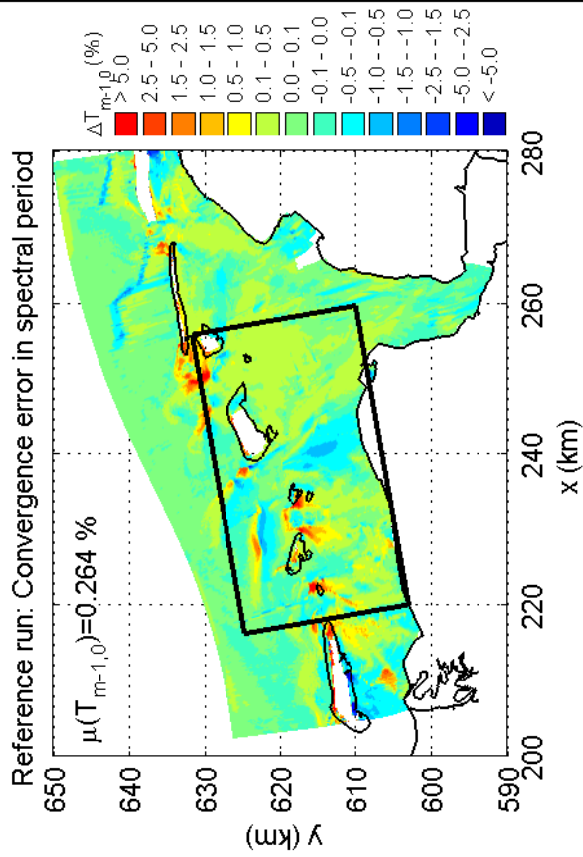 Reference run: Convergence error in spectral period
μ(T_m-1,0)=0.264 %
ΔT_m-1,0 (%)
> 5.0
2.5 - 5.0
1.5 - 2.5
1.0 - 1.5
0.5 - 1.0
0.1 - 0.5
0.0 - 0.1
-0.1 - 0.0
-0.5 - -0.1
-1.0 - -0.5
-1.5 - -1.0
-2.5 - -1.5
-5.0 - -2.5
< -5.0
y (km)
650
640
630
620
610
600
590
200
220
240
260
280
x (km)